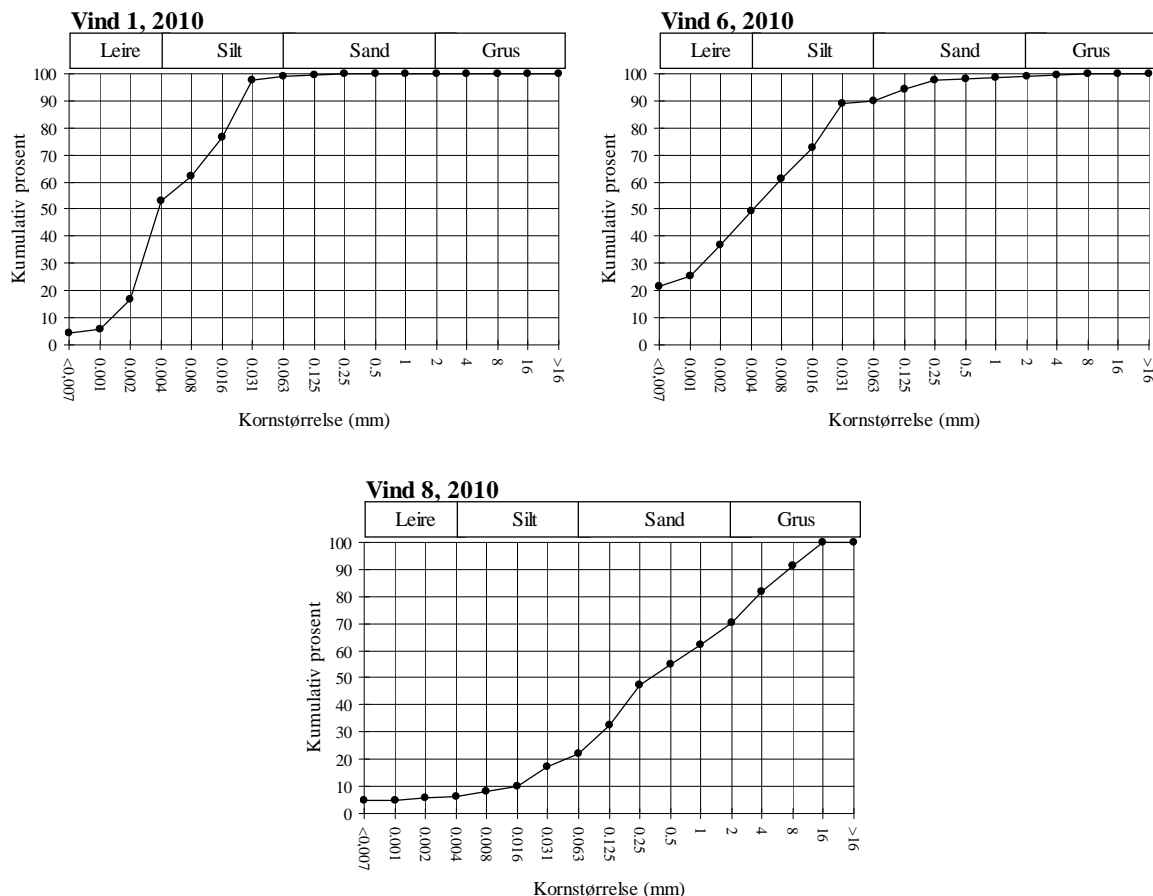 Vind 1, 2010
Leire Silt Sand Grus
100
90
80
70
60
50
40
30
20
10
0
Kumulativ prosent
<0,007 0.001 0.002 0.004 0.008 0.016 0.031 0.063 0.125 0.25 0.5 1 2 4 8 16 >16
Kornstørrelse (mm)
Vind 6, 2010
Leire Silt Sand Grus
100
90
80
70
60
50
40
30
20
10
0
Kumulativ prosent
<0,007 0.001 0.002 0.004 0.008 0.016 0.031 0.063 0.125 0.25 0.5 1 2 4 8 16 >16
Kornstørrelse (mm)
Vind 8, 2010
Leire Silt Sand Grus
100
90
80
70
60
50
40
30
20
10
0
Kumulativ prosent
<0,007 0.001 0.002 0.004 0.008 0.016 0.031 0.063 0.125 0.25 0.5 1 2 4 8 16 >16
Kornstørrelse (mm)